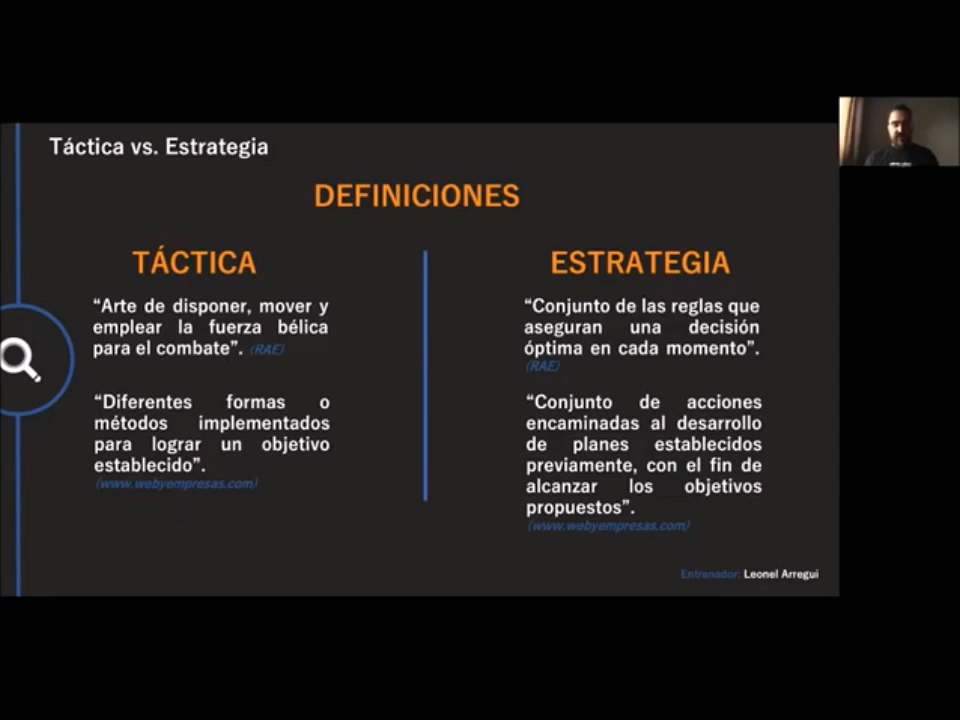 Táctica vs. Estrategia
DEFINICIONES
TÁCTICA
“Arte de disponer, mover y
emplear la fuerza bélica
para el combate”. (RAE)
“Diferentes formas o
métodos implementados
para lograr un objetivo
establecido”.
(www.webyempresas.com)
ESTRATEGIA
“Conjunto de las reglas que
aseguran una decisión
óptima en cada momento”.
(RAE)
“Conjunto de acciones
encaminadas al desarrollo
de planes establecidos
previamente, con el fin de
alcanzar los objetivos
propuestos”.
(www.webyempresas.com)
Entrenador: Leonel Arregui